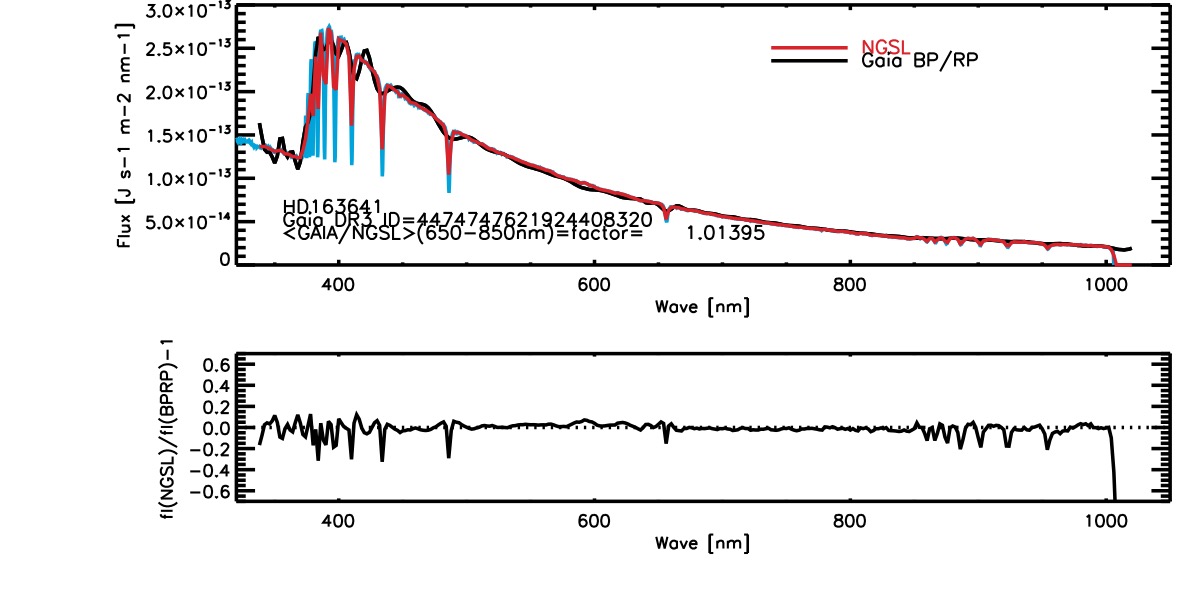 3.0×10−13
2.5×10−13
2.0×10−13
1.5×10−13
1.0×10−13
5.0×10−14
0
Flux [J s−1 m−2 nm−1]
NGSL
Gaia BP/RP
HD163641
Gaia DR3 ID=4474747621924408320
<GAIA/NGSL>(650−850nm)=factor= 1.01395
400 600 800 1000
Wave [nm]
0.6
0.4
0.2
0.0
−0.2
−0.4
−0.6
fl(NGSL)/fl(BPRP)−1
400 600 800 1000
Wave [nm]